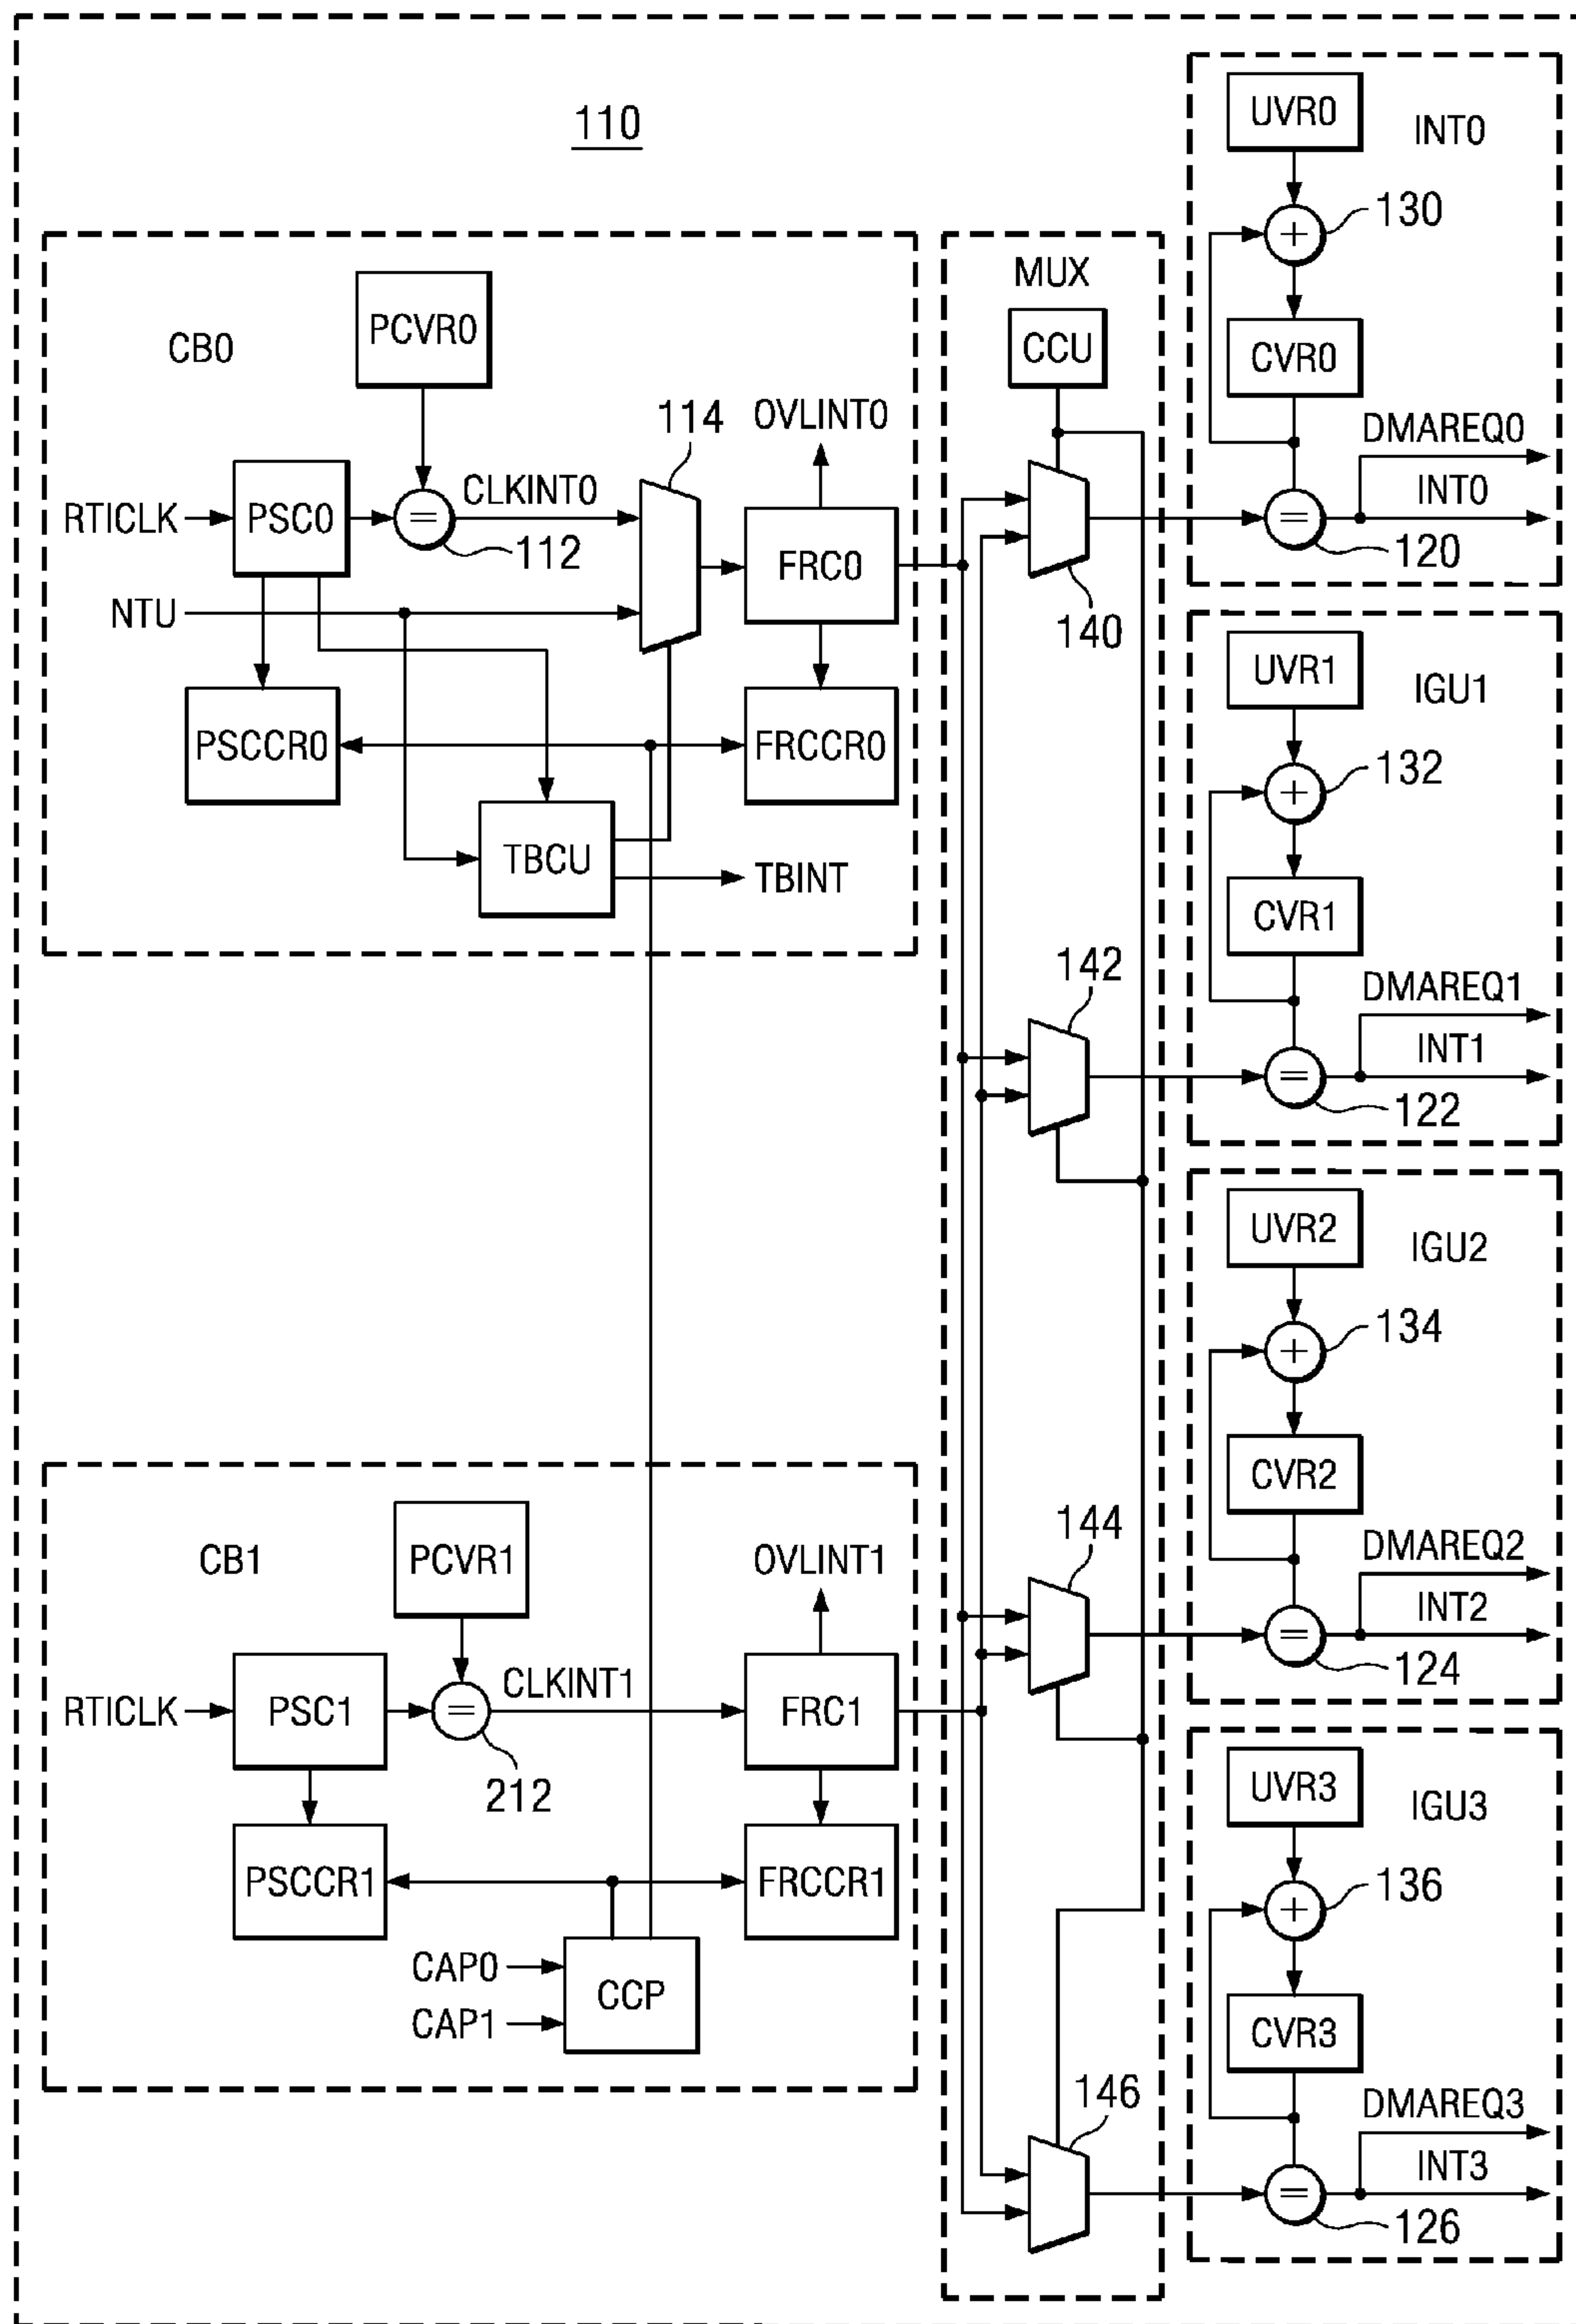 110
CB0
PCVR0
114
OVLINT0
RTICLK
PSC0
=
CLKINT0
112
FRC0
NTU
PSCCR0
FRCCR0
TBCU
TBINT
MUX
CCU
140
142
144
146
UVR0
INT0
+
130
CVR0
DMAREQ0
INT0
=
120
UVR1
IGU1
+
132
CVR1
DMAREQ1
INT1
=
122
UVR2
IGU2
+
134
CVR2
DMAREQ2
INT2
=
124
UVR3
IGU3
+
136
CVR3
DMAREQ3
INT3
=
126
CB1
PCVR1
OVLINT1
RTICLK
PSC1
=
CLKINT1
212
FRC1
PSCCR1
FRCCR1
CAP0
CAP1
CCP